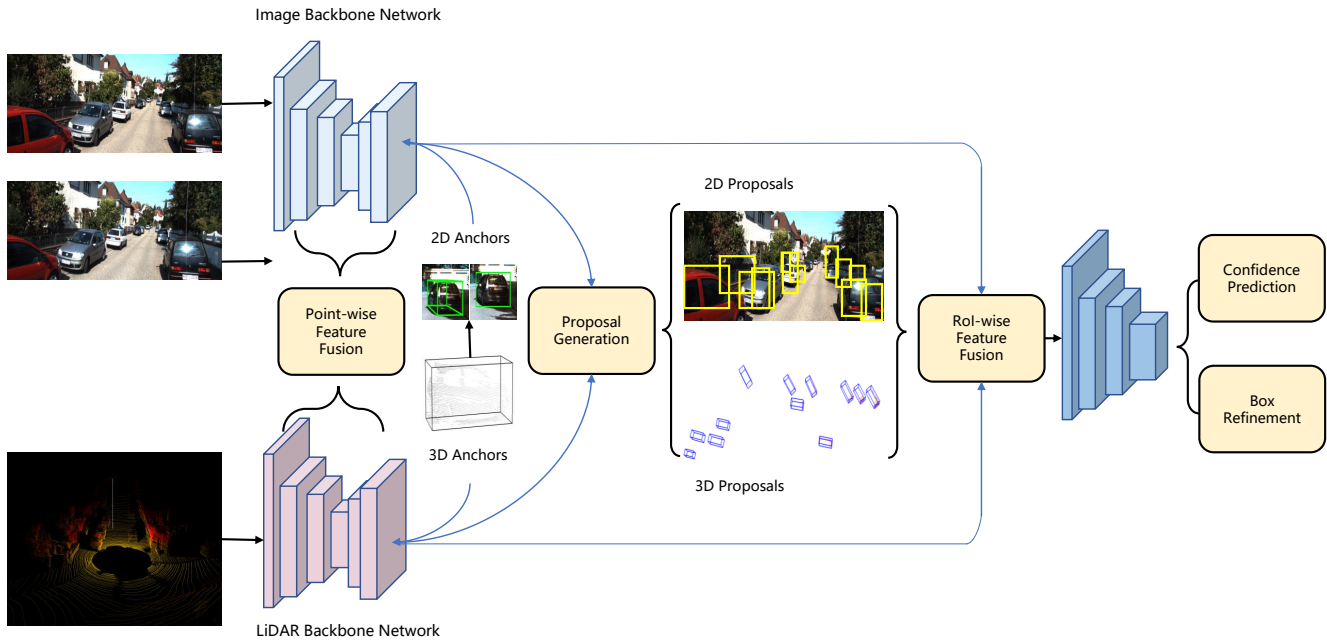 Image Backbone Network
2D Proposals
2D Anchors
Point-wise
Feature
Fusion
Proposal
Generation
RoI-wise
Feature
Fusion
Confidence
Prediction
Box
Refinement
3D Anchors
3D Proposals
LiDAR Backbone Network